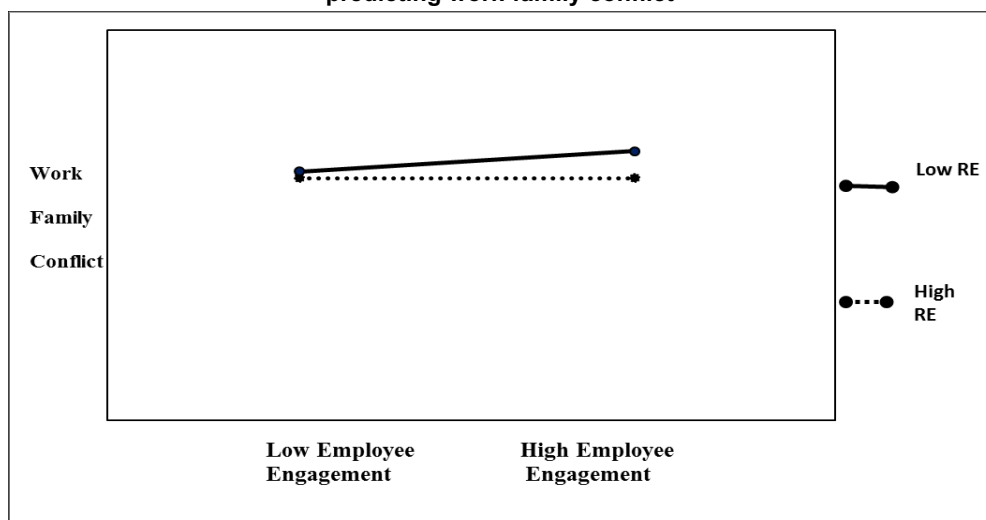 predicting work family conflict
Work
Family
Conflict
Low RE
High
RE
Low Employee
Engagement
High Employee
Engagement